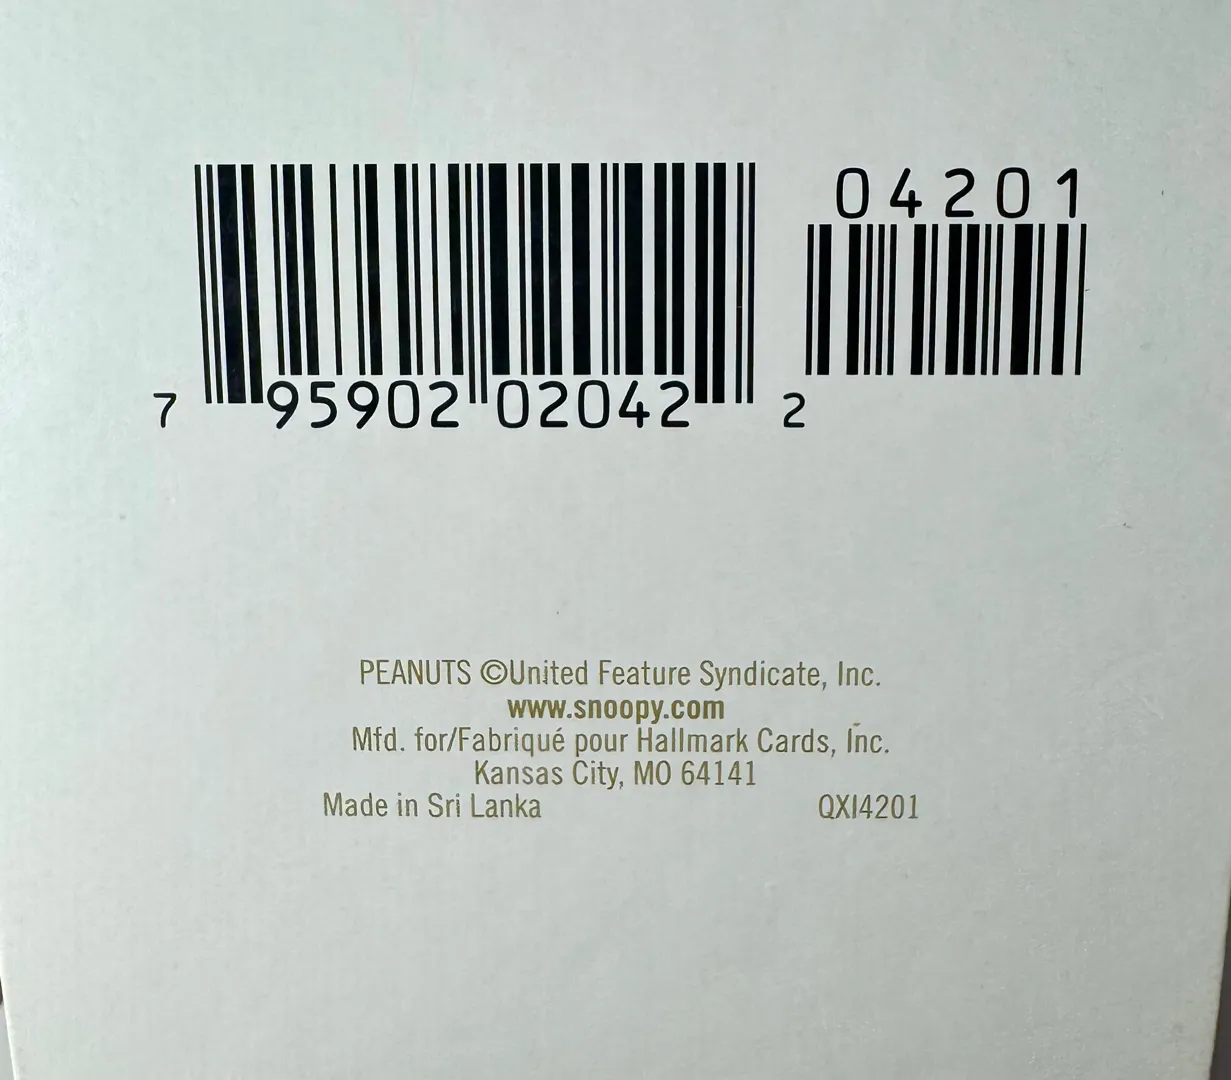 04201
7 95902 02042 2
PEANUTS ©United Feature Syndicate, Inc.
www.snoopy.com
Mfd. for/Fabriqué pour Hallmark Cards, Inc.
Kansas City, MO 64141
Made in Sri Lanka QXI4201